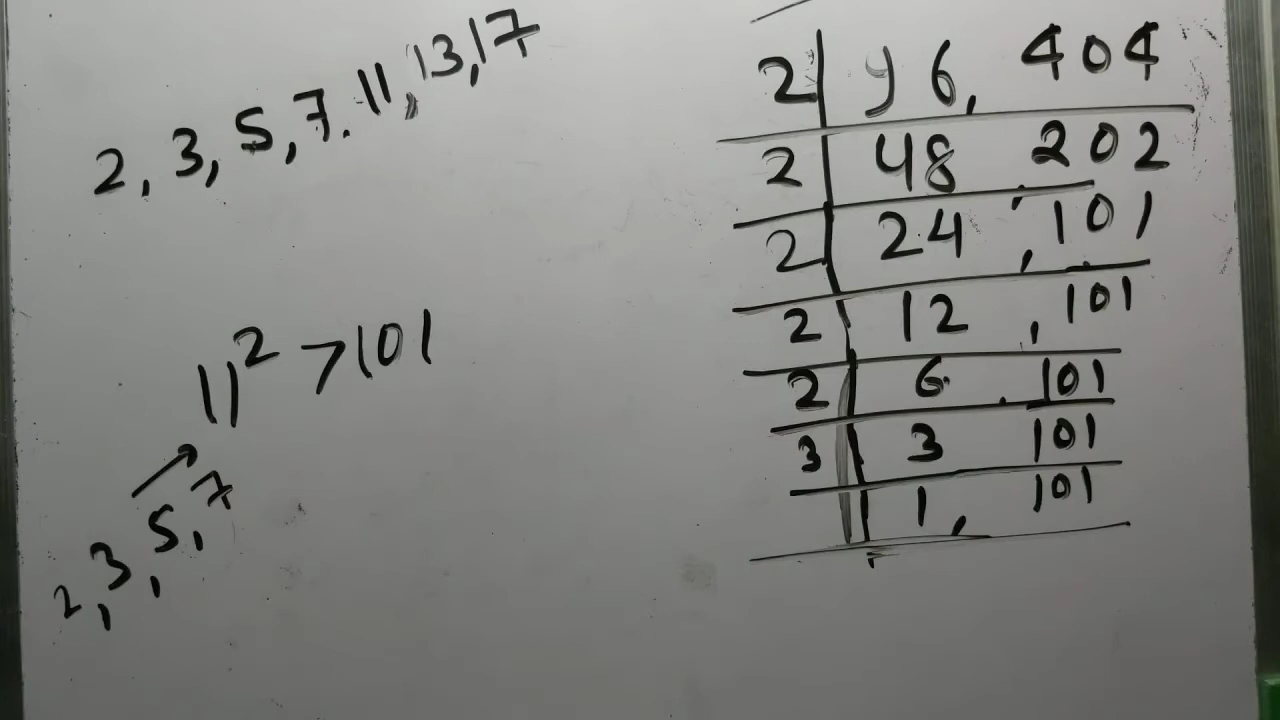 2, 3, 5, 7. 11, 13, 17
11² > 101
2, 3, 5, 7
2 | 96, 404
2 | 48 , 202
2 | 24 , 101
2 | 12 , 101
2 | 6 . 101
3 | 3 101
| 1, 101